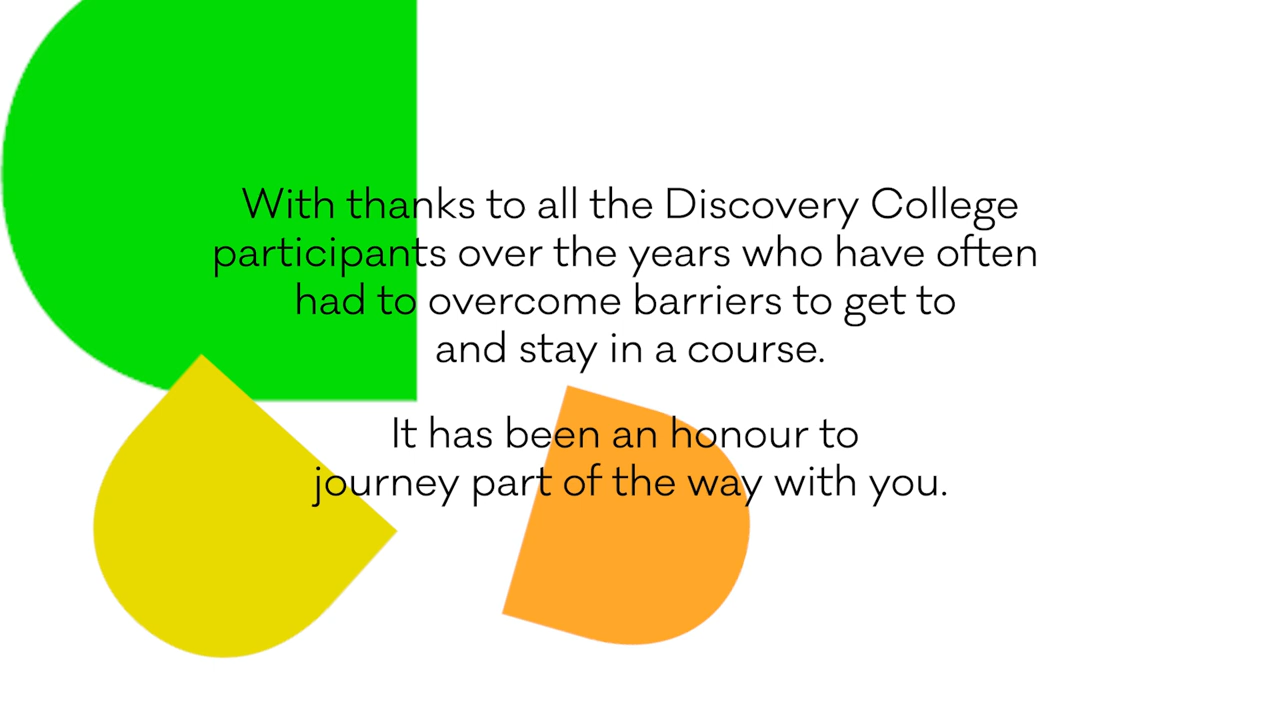 With thanks to all the Discovery College
participants over the years who have often
had to overcome barriers to get to
and stay in a course.
It has been an honour to
journey part of the way with you.